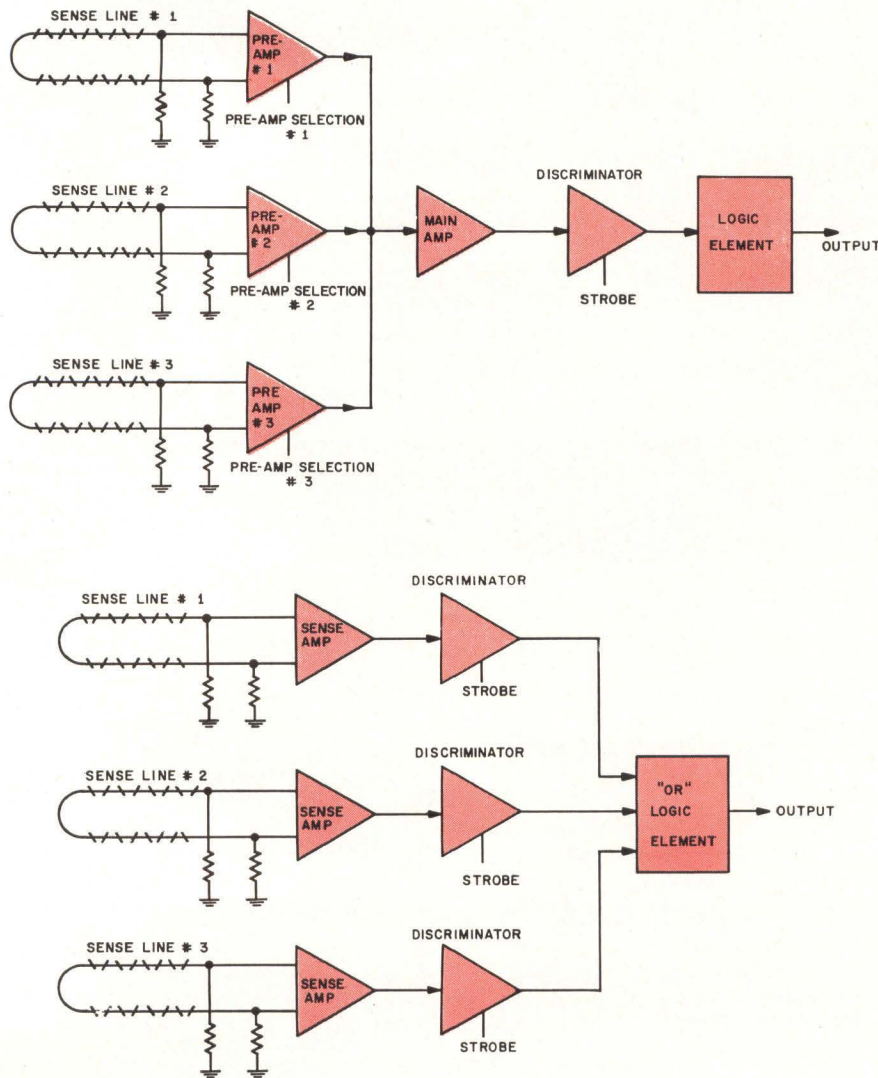 SENSE LINE # 1
PRE-
AMP
# 1
PRE-AMP SELECTION
# 1
SENSE LINE # 2
PRE-
AMP
# 2
PRE-AMP SELECTION
# 2
MAIN
AMP
DISCRIMINATOR
STROBE
LOGIC
ELEMENT
OUTPUT
SENSE LINE # 3
PRE
AMP
# 3
PRE-AMP SELECTION
# 3
SENSE LINE # 1
SENSE
AMP
DISCRIMINATOR
STROBE
SENSE LINE # 2
SENSE
AMP
DISCRIMINATOR
STROBE
"OR"
LOGIC
ELEMENT
OUTPUT
SENSE LINE # 3
SENSE
AMP
DISCRIMINATOR
STROBE